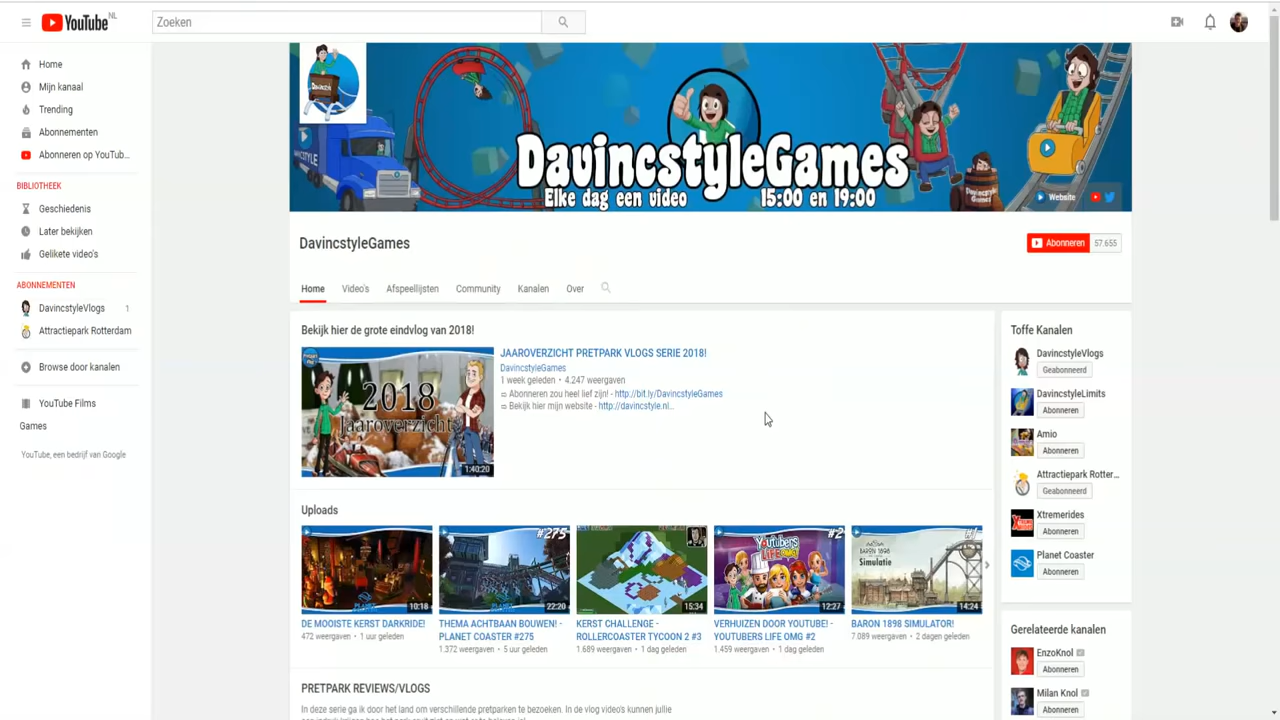 YouTube NL
Zoeken
Home
Mijn kanaal
Trending
Abonnementen
Abonneren op YouTub...
BIBLIOTHEEK
Geschiedenis
Later bekijken
Gelikete video's
ABONNEMENTEN
DavincstyleVlogs 1
Attractiepark Rotterdam
Browse door kanalen
YouTube Films
Games
YouTube, een bedrijf van Google
DavincstyleGames
Elke dag een video 15:00 en 19:00
Website
DavincstyleGames
Abonneren 57.655
Home Video's Afspeellijsten Community Kanalen Over
Bekijk hier de grote eindvlog van 2018!
2018
Jaaroverzicht
1:40:20
JAAROVERZICHT PRETPARK VLOGS SERIE 2018!
DavincstyleGames
1 week geleden • 4.247 weergaven
⇨ Abonneren zou heel lief zijn! - http://bit.ly/DavincstyleGames
⇨ Bekijk hier mijn website - http://davincstyle.nl...
Uploads
10:18
DE MOOISTE KERST DARKRIDE!
472 weergaven • 1 uur geleden
#275
22:20
THEMA ACHTBAAN BOUWEN! -
PLANET COASTER #275
1.372 weergaven • 5 uur geleden
15:34
KERST CHALLENGE -
ROLLERCOASTER TYCOON 2 #3
1.689 weergaven • 1 dag geleden
#2
YouTubers
LIFE OMG!
12:27
VERHUIZEN DOOR YOUTUBE! -
YOUTUBERS LIFE OMG #2
1.459 weergaven • 1 dag geleden
#1
BARON 1898
Simulatie
14:24
BARON 1898 SIMULATOR!
7.089 weergaven • 2 dagen geleden
PRETPARK REVIEWS/VLOGS
In deze serie ga ik door het land om verschillende pretparken te bezoeken. In de vlog video's kunnen jullie
Toffe Kanalen
DavincstyleVlogs
Geabonneerd
DavincstyleLimits
Abonneren
Amio
Abonneren
Attractiepark Rotter...
Geabonneerd
Xtremerides
Abonneren
Planet Coaster
Abonneren
Gerelateerde kanalen
EnzoKnol
Abonneren
Milan Knol
Abonneren